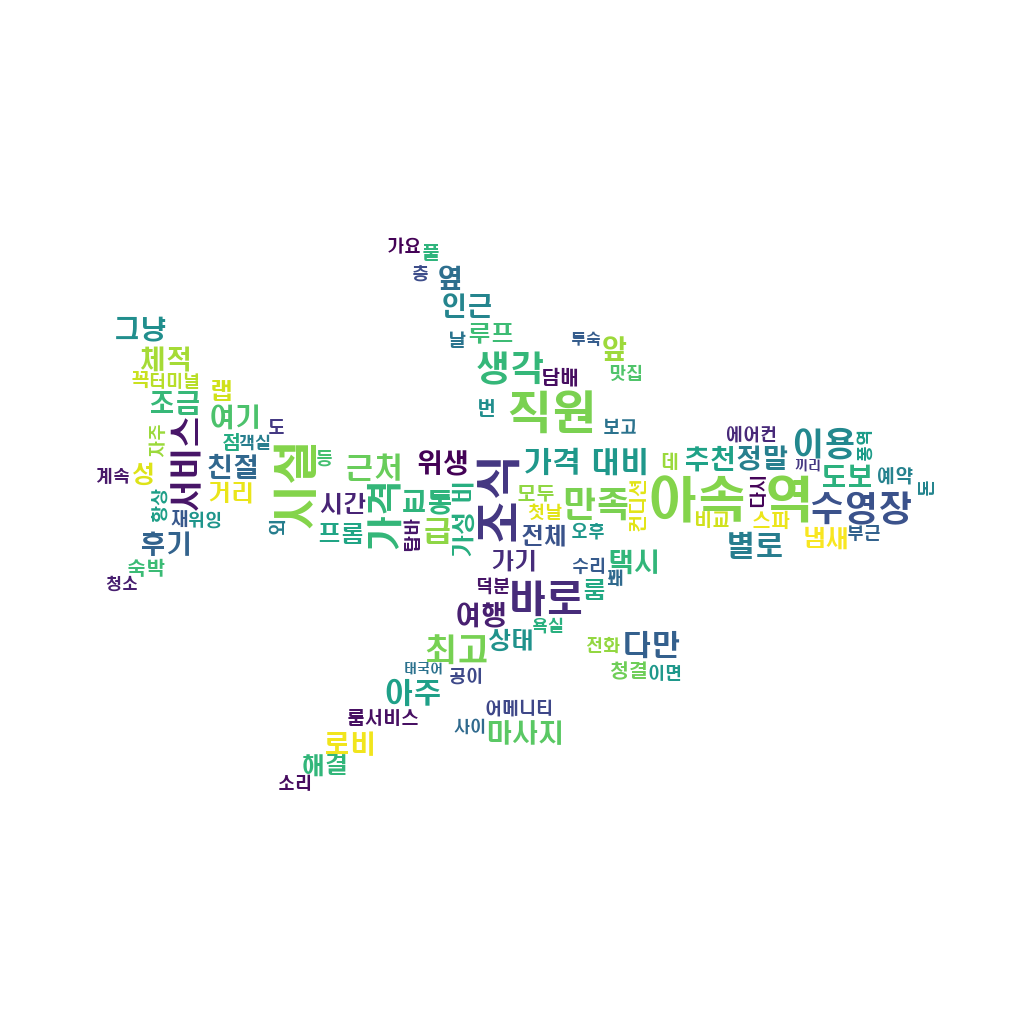 가요
풀
층
옆
인근
그냥
날
루프
투숙
앞
체적
생각
담배
맛집
꼭터미널
랩
조금
여기
번
직원
보고
도
에어컨
이용
자주
점
객실
서비스
시설
등
근처
위생
조식
가격 대비
데
추천
정말
끼리
통역
계속
성
친절
거리
시간
가격
교통
가성비
모두
만족
컨디션
아속
역
다시
도보
예약
돈
항상
재
위잉
외
프롬
탑비
급
첫날
전체
오후
비교
스파
수영장
냄새
부근
후기
가기
수리
꽤
택시
별로
숙박
청소
덕분
바로
룸
여행
욕실
최고
상태
전화
다만
태국어
공이
청결
이면
아주
어메니티
룸서비스
사이
마사지
로비
해결
소리